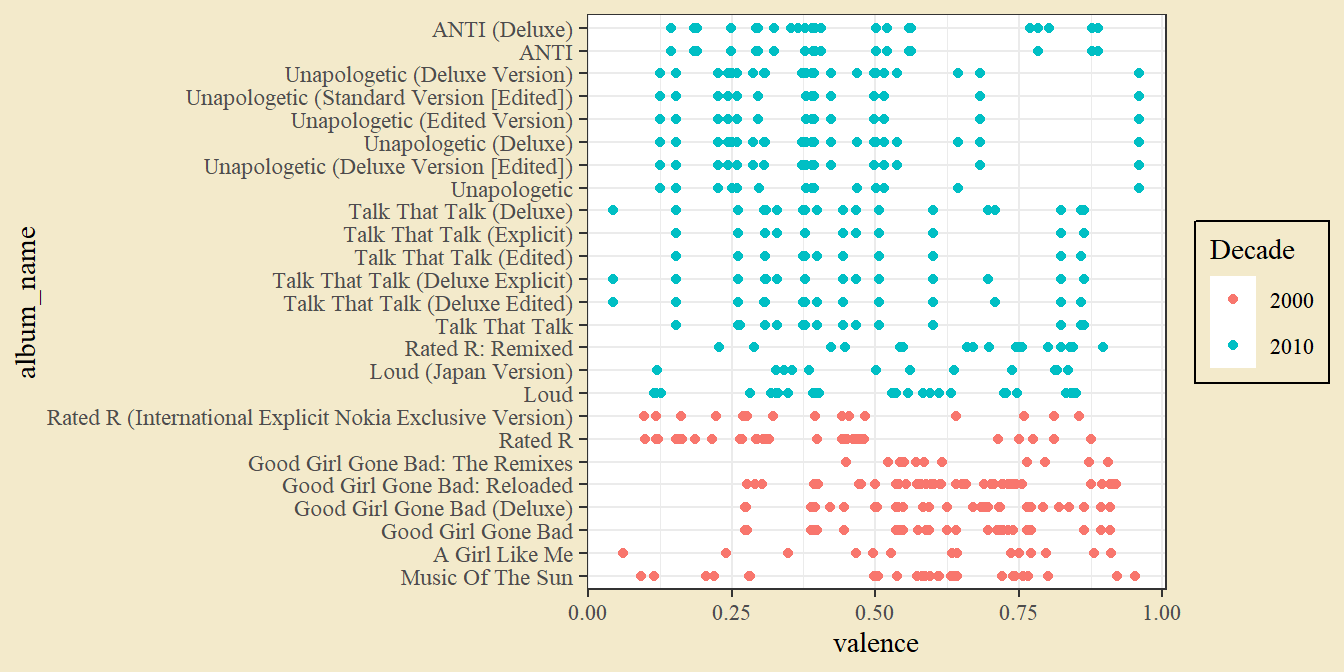 ANTI (Deluxe)
ANTI
Unapologetic (Deluxe Version)
Unapologetic (Standard Version [Edited])
Unapologetic (Edited Version)
Unapologetic (Deluxe)
Unapologetic (Deluxe Version [Edited])
Unapologetic
Talk That Talk (Deluxe)
Talk That Talk (Explicit)
Talk That Talk (Edited)
Talk That Talk (Deluxe Explicit)
Talk That Talk (Deluxe Edited)
Talk That Talk
Rated R: Remixed
Loud (Japan Version)
Loud
Rated R (International Explicit Nokia Exclusive Version)
Rated R
Good Girl Gone Bad: The Remixes
Good Girl Gone Bad: Reloaded
Good Girl Gone Bad (Deluxe)
Good Girl Gone Bad
A Girl Like Me
Music Of The Sun
album_name
0.00 0.25 0.50 0.75 1.00
valence
Decade
2000
2010